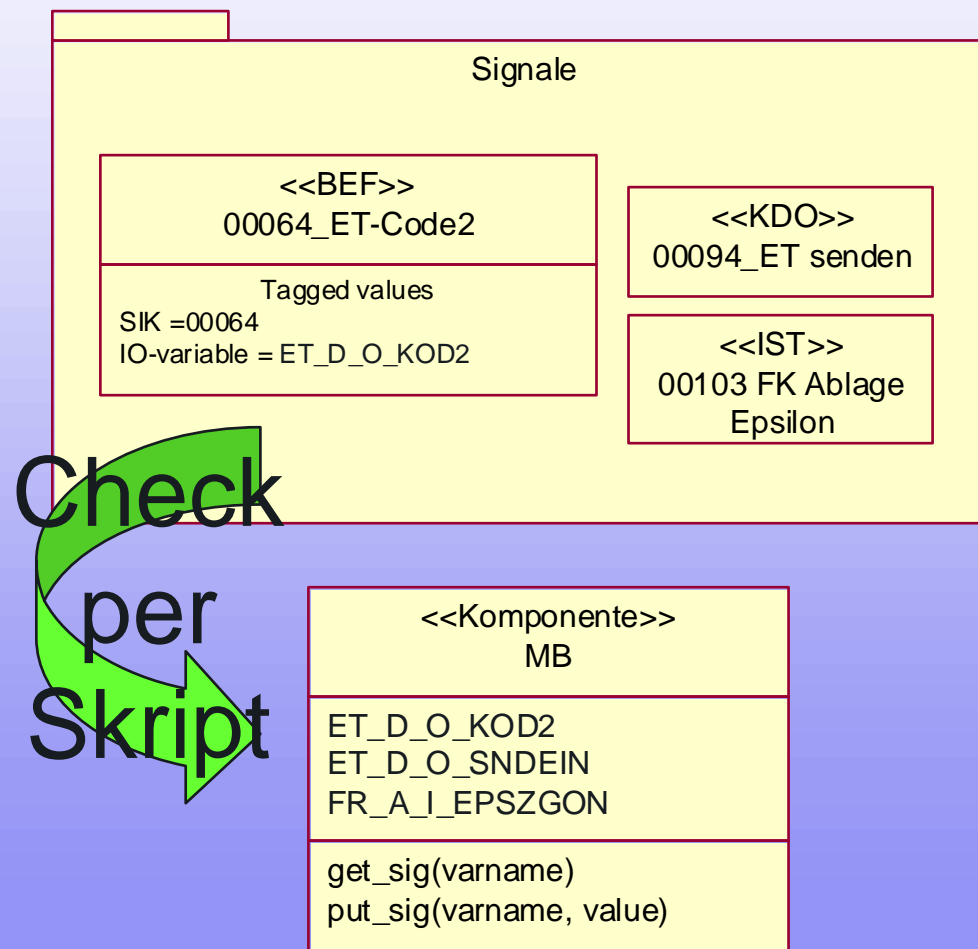 Signale
<<BEF>>
00064_ET-Code2
Tagged values
SIK =00064
IO-variable = ET_D_O_KOD2
<<KDO>>
00094_ET senden
<<IST>>
00103 FK Ablage
Epsilon
Check
per
Skript
<<Komponente>>
MB
ET_D_O_KOD2
ET_D_O_SNDEIN
FR_A_I_EPSZGON
get_sig(varname)
put_sig(varname, value)